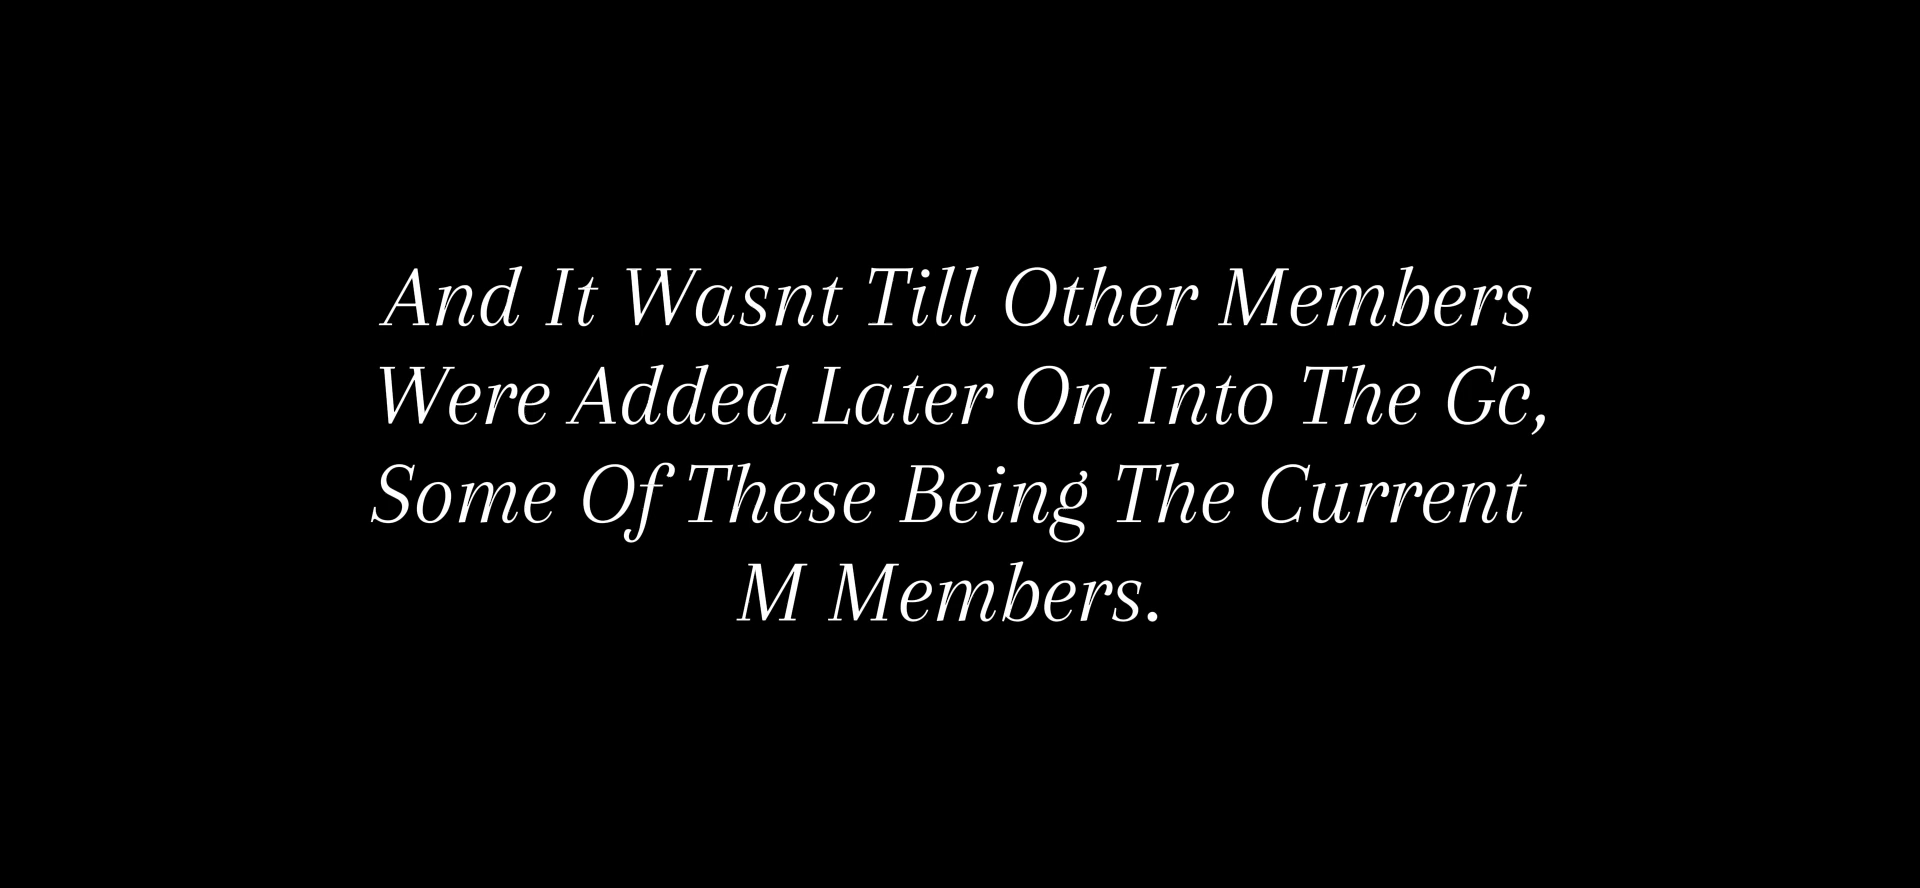 And It Wasnt Till Other Members
Were Added Later On Into The Gc,
Some Of These Being The Current
M Members.